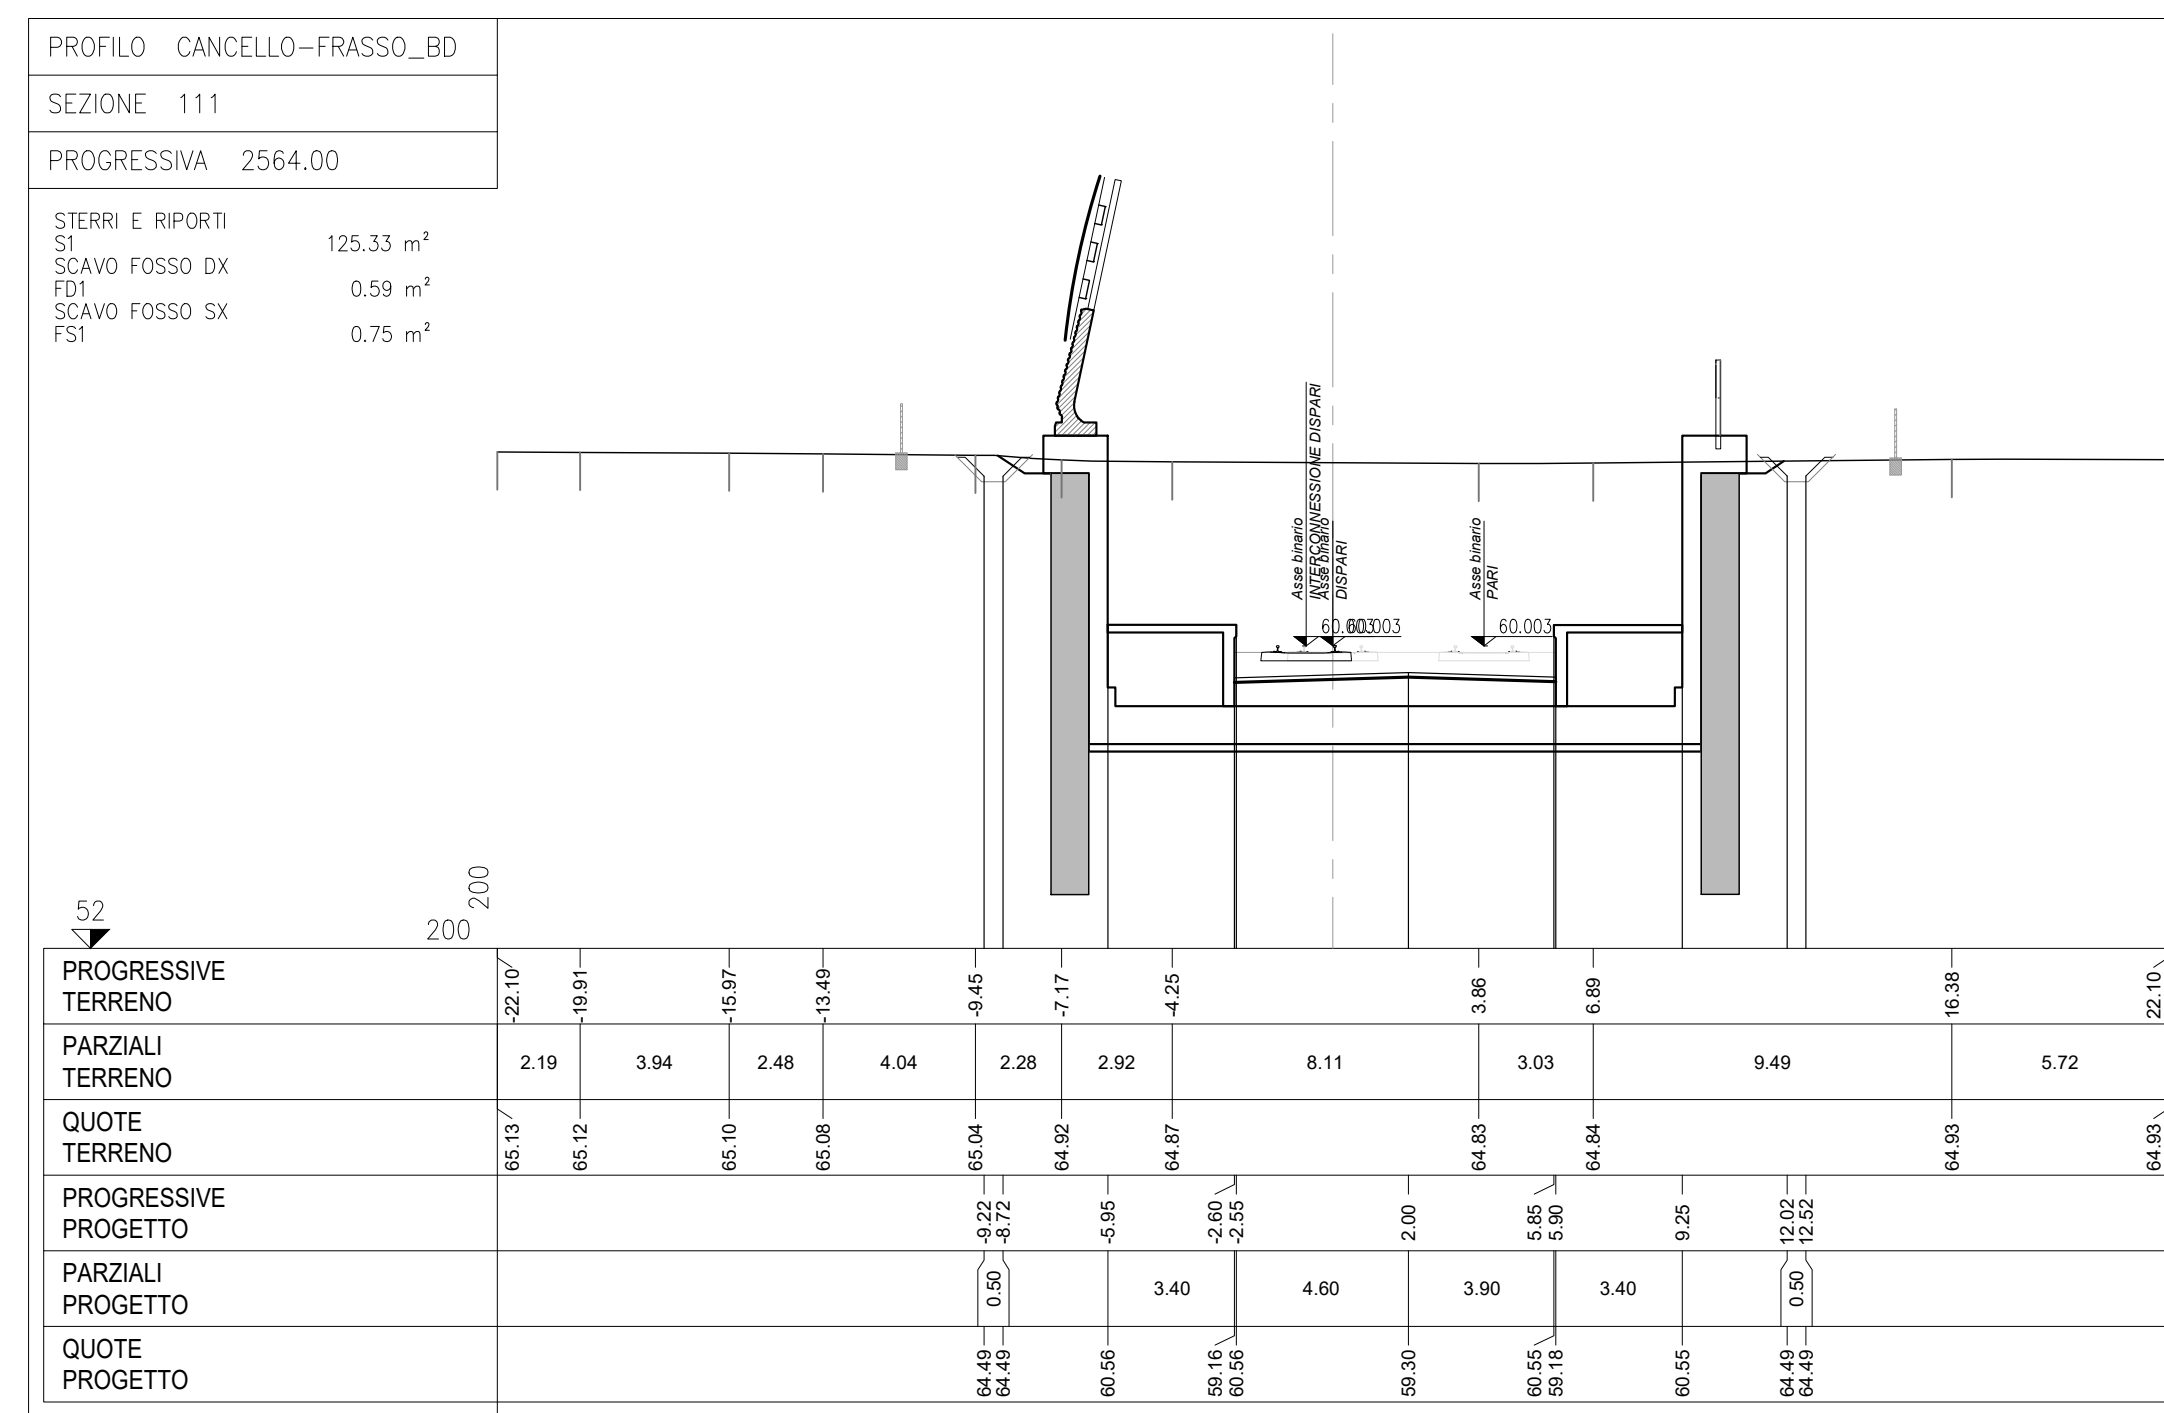 PROFILO CANCELLO-FRASSO_BD
SEZIONE 111
PROGRESSIVA 2564.00
STERRI E RIPORTI
S1 125.33 m²
SCAVO FOSSO DX
FD1 0.59 m²
SCAVO FOSSO SX
FS1 0.75 m²
Asse binario
INTERCONNESSIONE DISPARI
Asse binario
DISPARI
Asse binario
PARI
60.003
60.003
60.003
52
200
200
PROGRESSIVE
TERRENO
-22.10 -19.91 -15.97 -13.49 -9.45 -7.17 -4.25 3.86 6.89 16.38 22.10
PARZIALI
TERRENO
2.19 3.94 2.48 4.04 2.28 2.92 8.11 3.03 9.49 5.72
QUOTE
TERRENO
65.13 65.12 65.10 65.08 65.04 64.92 64.87 64.83 64.84 64.93 64.93
PROGRESSIVE
PROGETTO
-9.22 -8.72 -5.95 -2.60 -2.55 2.00 5.85 5.90 9.25 12.02 12.52
PARZIALI
PROGETTO
0.50 3.40 4.60 3.90 3.40 0.50
QUOTE
PROGETTO
64.49 64.49 60.56 59.16 60.56 59.30 60.55 59.18 60.55 64.49 64.49